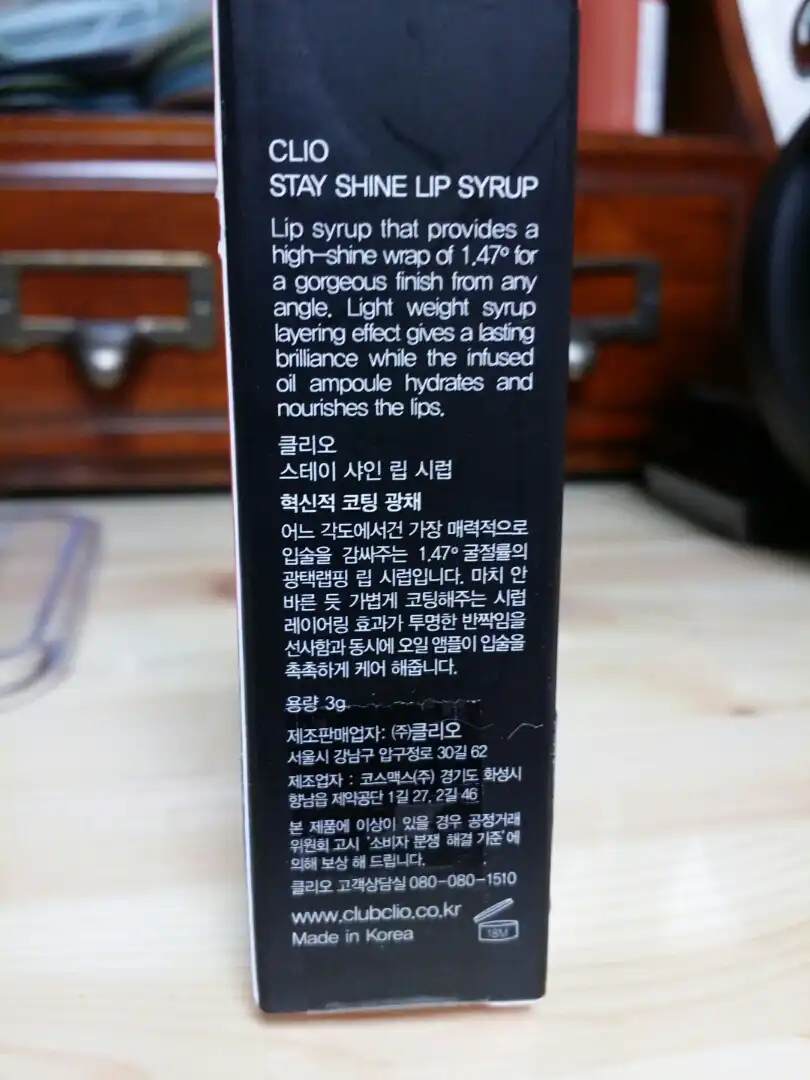 CLIO
STAY SHINE LIP SYRUP
Lip syrup that provides a
high-shine wrap of 1.47° for
a gorgeous finish from any
angle. Light weight syrup
layering effect gives a lasting
brilliance while the infused
oil ampoule hydrates and
nourishes the lips.
클리오
스테이 샤인 립 시럽
혁신적 코팅 광채
어느 각도에서건 가장 매력적으로
입술을 감싸주는 1.47° 굴절률의
광택랩핑 립 시럽입니다. 마치 안
바른 듯 가볍게 코팅해주는 시럽
레이어링 효과가 투명한 반짝임을
선사함과 동시에 오일 앰플이 입술을
촉촉하게 케어 해줍니다.
용량 3g
제조판매업자: (주)클리오
서울시 강남구 압구정로 30길 62
제조업자 : 코스맥스(주) 경기도 화성시
향남읍 제약공단 1길 27, 2길 46
본 제품에 이상이 있을 경우 공정거래
위원회 고시 '소비자 분쟁 해결 기준'에
의해 보상 해 드립니다.
클리오 고객상담실 080-080-1510
www.clubclio.co.kr
Made in Korea
18M